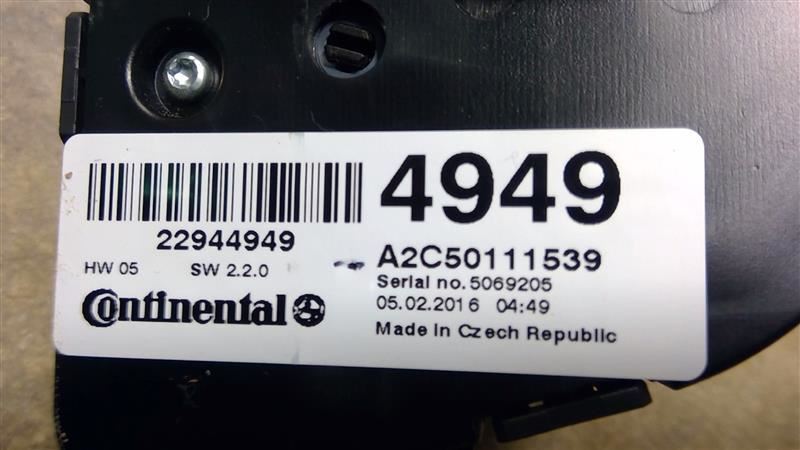 4949
22944949
HW 05 SW 2.2.0
A2C50111539
Serial no. 5069205
05.02.2016 04:49
Continental
Made in Czech Republic